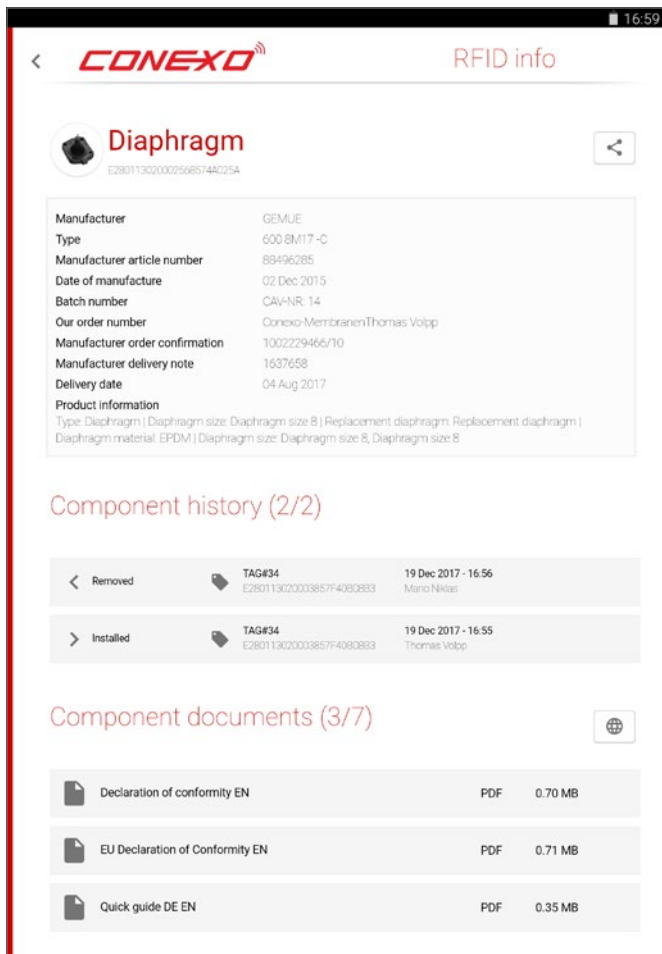 16:59
CONEXO
RFID info
Diaphragm
E280113020002568574A025A
Manufacturer GEMUE
Type 600 8M17 -C
Manufacturer article number 88496285
Date of manufacture 02 Dec 2015
Batch number CAV-NR: 14
Our order number Conexo-MembranenThomas Volpp
Manufacturer order confirmation 1002229466/10
Manufacturer delivery note 1637658
Delivery date 04 Aug 2017
Product information
Type: Diaphragm | Diaphragm size: Diaphragm size 8 | Replacement diaphragm: Replacement diaphragm |
Diaphragm material: EPDM | Diaphragm size: Diaphragm size 8, Diaphragm size 8
Component history (2/2)
Removed TAG#34 19 Dec 2017 - 16:56
E280113020003857F40B0BB3 Mario Niklas
Installed TAG#34 19 Dec 2017 - 16:55
E280113020003857F40B0BB3 Thomas Volpp
Component documents (3/7)
Declaration of conformity EN PDF 0.70 MB
EU Declaration of Conformity EN PDF 0.71 MB
Quick guide DE EN PDF 0.35 MB